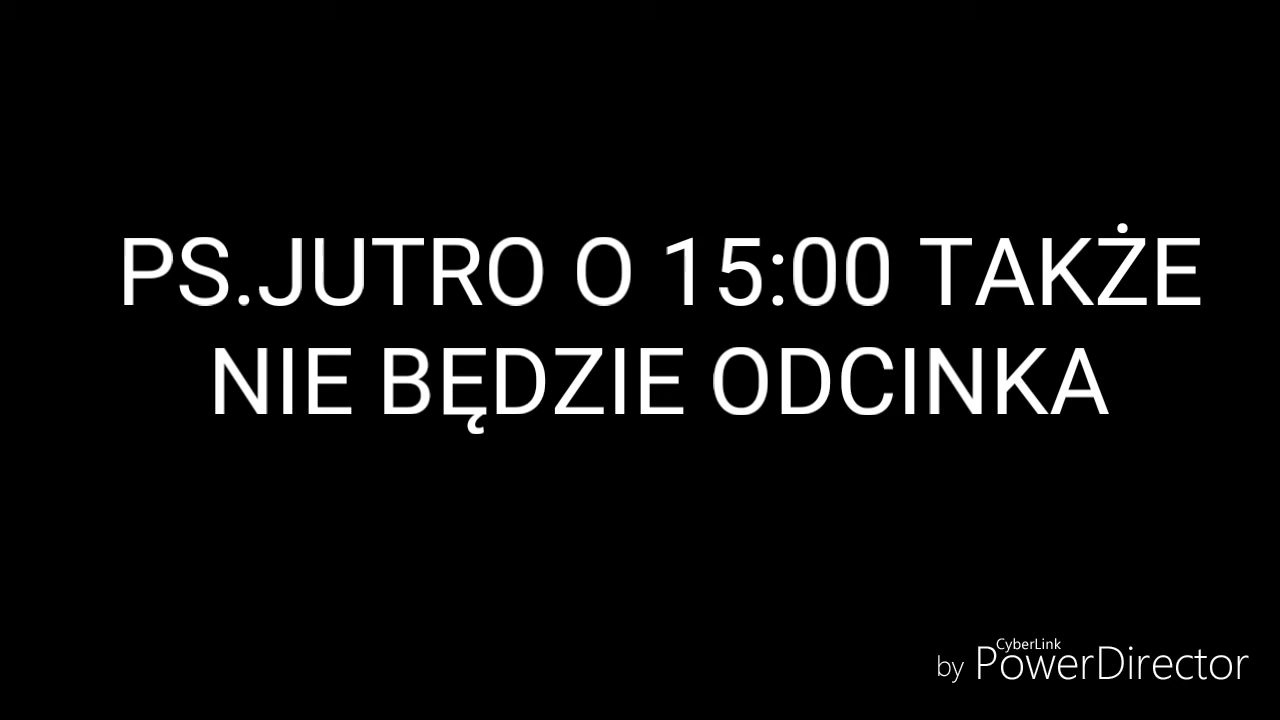 PS.JUTRO O 15:00 TAKŻE
NIE BĘDZIE ODCINKA
CyberLink
by PowerDirector